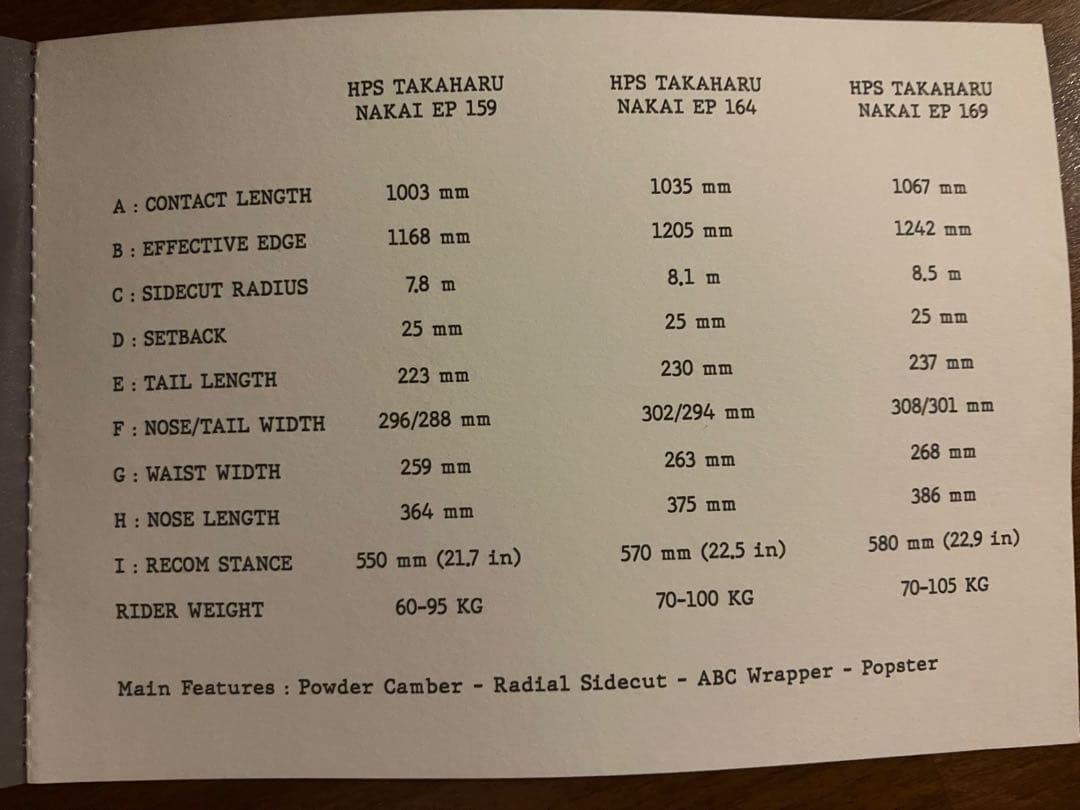 HPS TAKAHARU NAKAI EP 159 HPS TAKAHARU NAKAI EP 164 HPS TAKAHARU NAKAI EP 169
A : CONTACT LENGTH 1003 mm 1035 mm 1067 mm
B : EFFECTIVE EDGE 1168 mm 1205 mm 1242 mm
C : SIDECUT RADIUS 7.8 m 8.1 m 8.5 m
D : SETBACK 25 mm 25 mm 25 mm
E : TAIL LENGTH 223 mm 230 mm 237 mm
F : NOSE/TAIL WIDTH 296/288 mm 302/294 mm 308/301 mm
G : WAIST WIDTH 259 mm 263 mm 268 mm
H : NOSE LENGTH 364 mm 375 mm 386 mm
I : RECOM STANCE 550 mm (21.7 in) 570 mm (22.5 in) 580 mm (22.9 in)
RIDER WEIGHT 60-95 KG 70-100 KG 70-105 KG
Main Features : Powder Camber - Radial Sidecut - ABC Wrapper - Popster